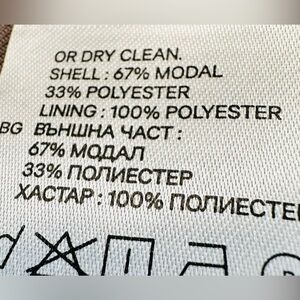 OR DRY CLEAN.
SHELL : 67% MODAL
33% POLYESTER
LINING : 100% POLYESTER
BG ВЪНШНА ЧАСТ :
67% МОДАЛ
33% ПОЛИЕСТЕР
ХАСТАР : 100% ПОЛИЕСТЕ